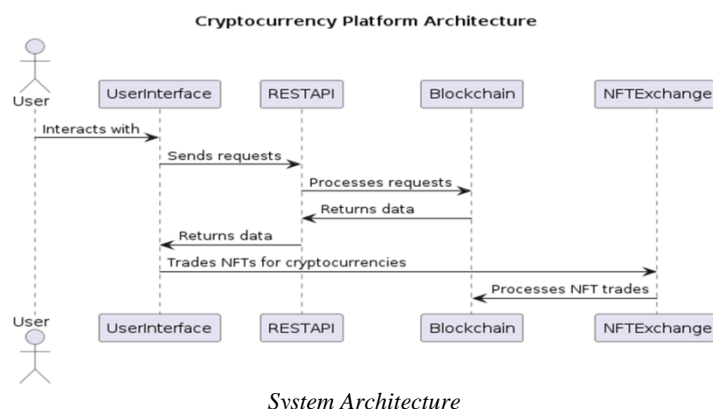 Cryptocurrency Platform Architecture
User
UserInterface
RESTAPI
Blockchain
NFTExchange
Interacts with
Sends requests
Processes requests
Returns data
Returns data
Trades NFTs for cryptocurrencies
Processes NFT trades
User
UserInterface
RESTAPI
Blockchain
NFTExchange
System Architecture